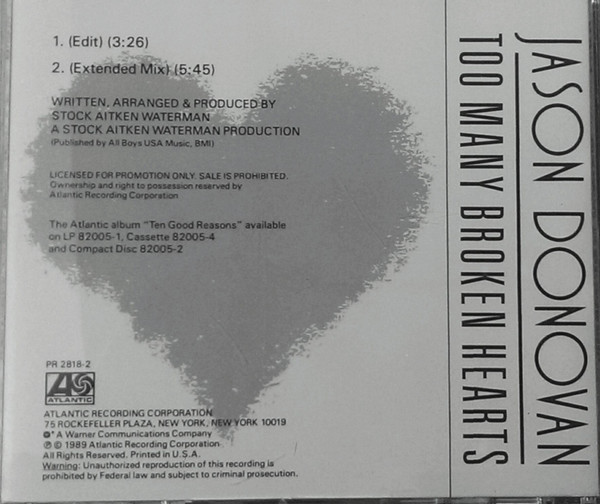 1. (Edit) (3:26)
2. (Extended Mix) (5:45)
WRITTEN, ARRANGED & PRODUCED BY
STOCK AITKEN WATERMAN
A STOCK AITKEN WATERMAN PRODUCTION
(Published by All Boys USA Music, BMI)
LICENSED FOR PROMOTION ONLY. SALE IS PROHIBITED.
Ownership and right to possession reserved by
Atlantic Recording Corporation
The Atlantic album "Ten Good Reasons" available
on LP 82005-1, Cassette 82005-4
and Compact Disc 82005-2
PR 2818-2
ATLANTIC
ATLANTIC RECORDING CORPORATION
75 ROCKEFELLER PLAZA, NEW YORK, NEW YORK 10019
A Warner Communications Company
℗ © 1989 Atlantic Recording Corporation
All Rights Reserved. Printed in U.S.A.
Warning: Unauthorized reproduction of this recording is
prohibited by Federal law and subject to criminal prosecution.
JASON DONOVAN
TOO MANY BROKEN HEARTS